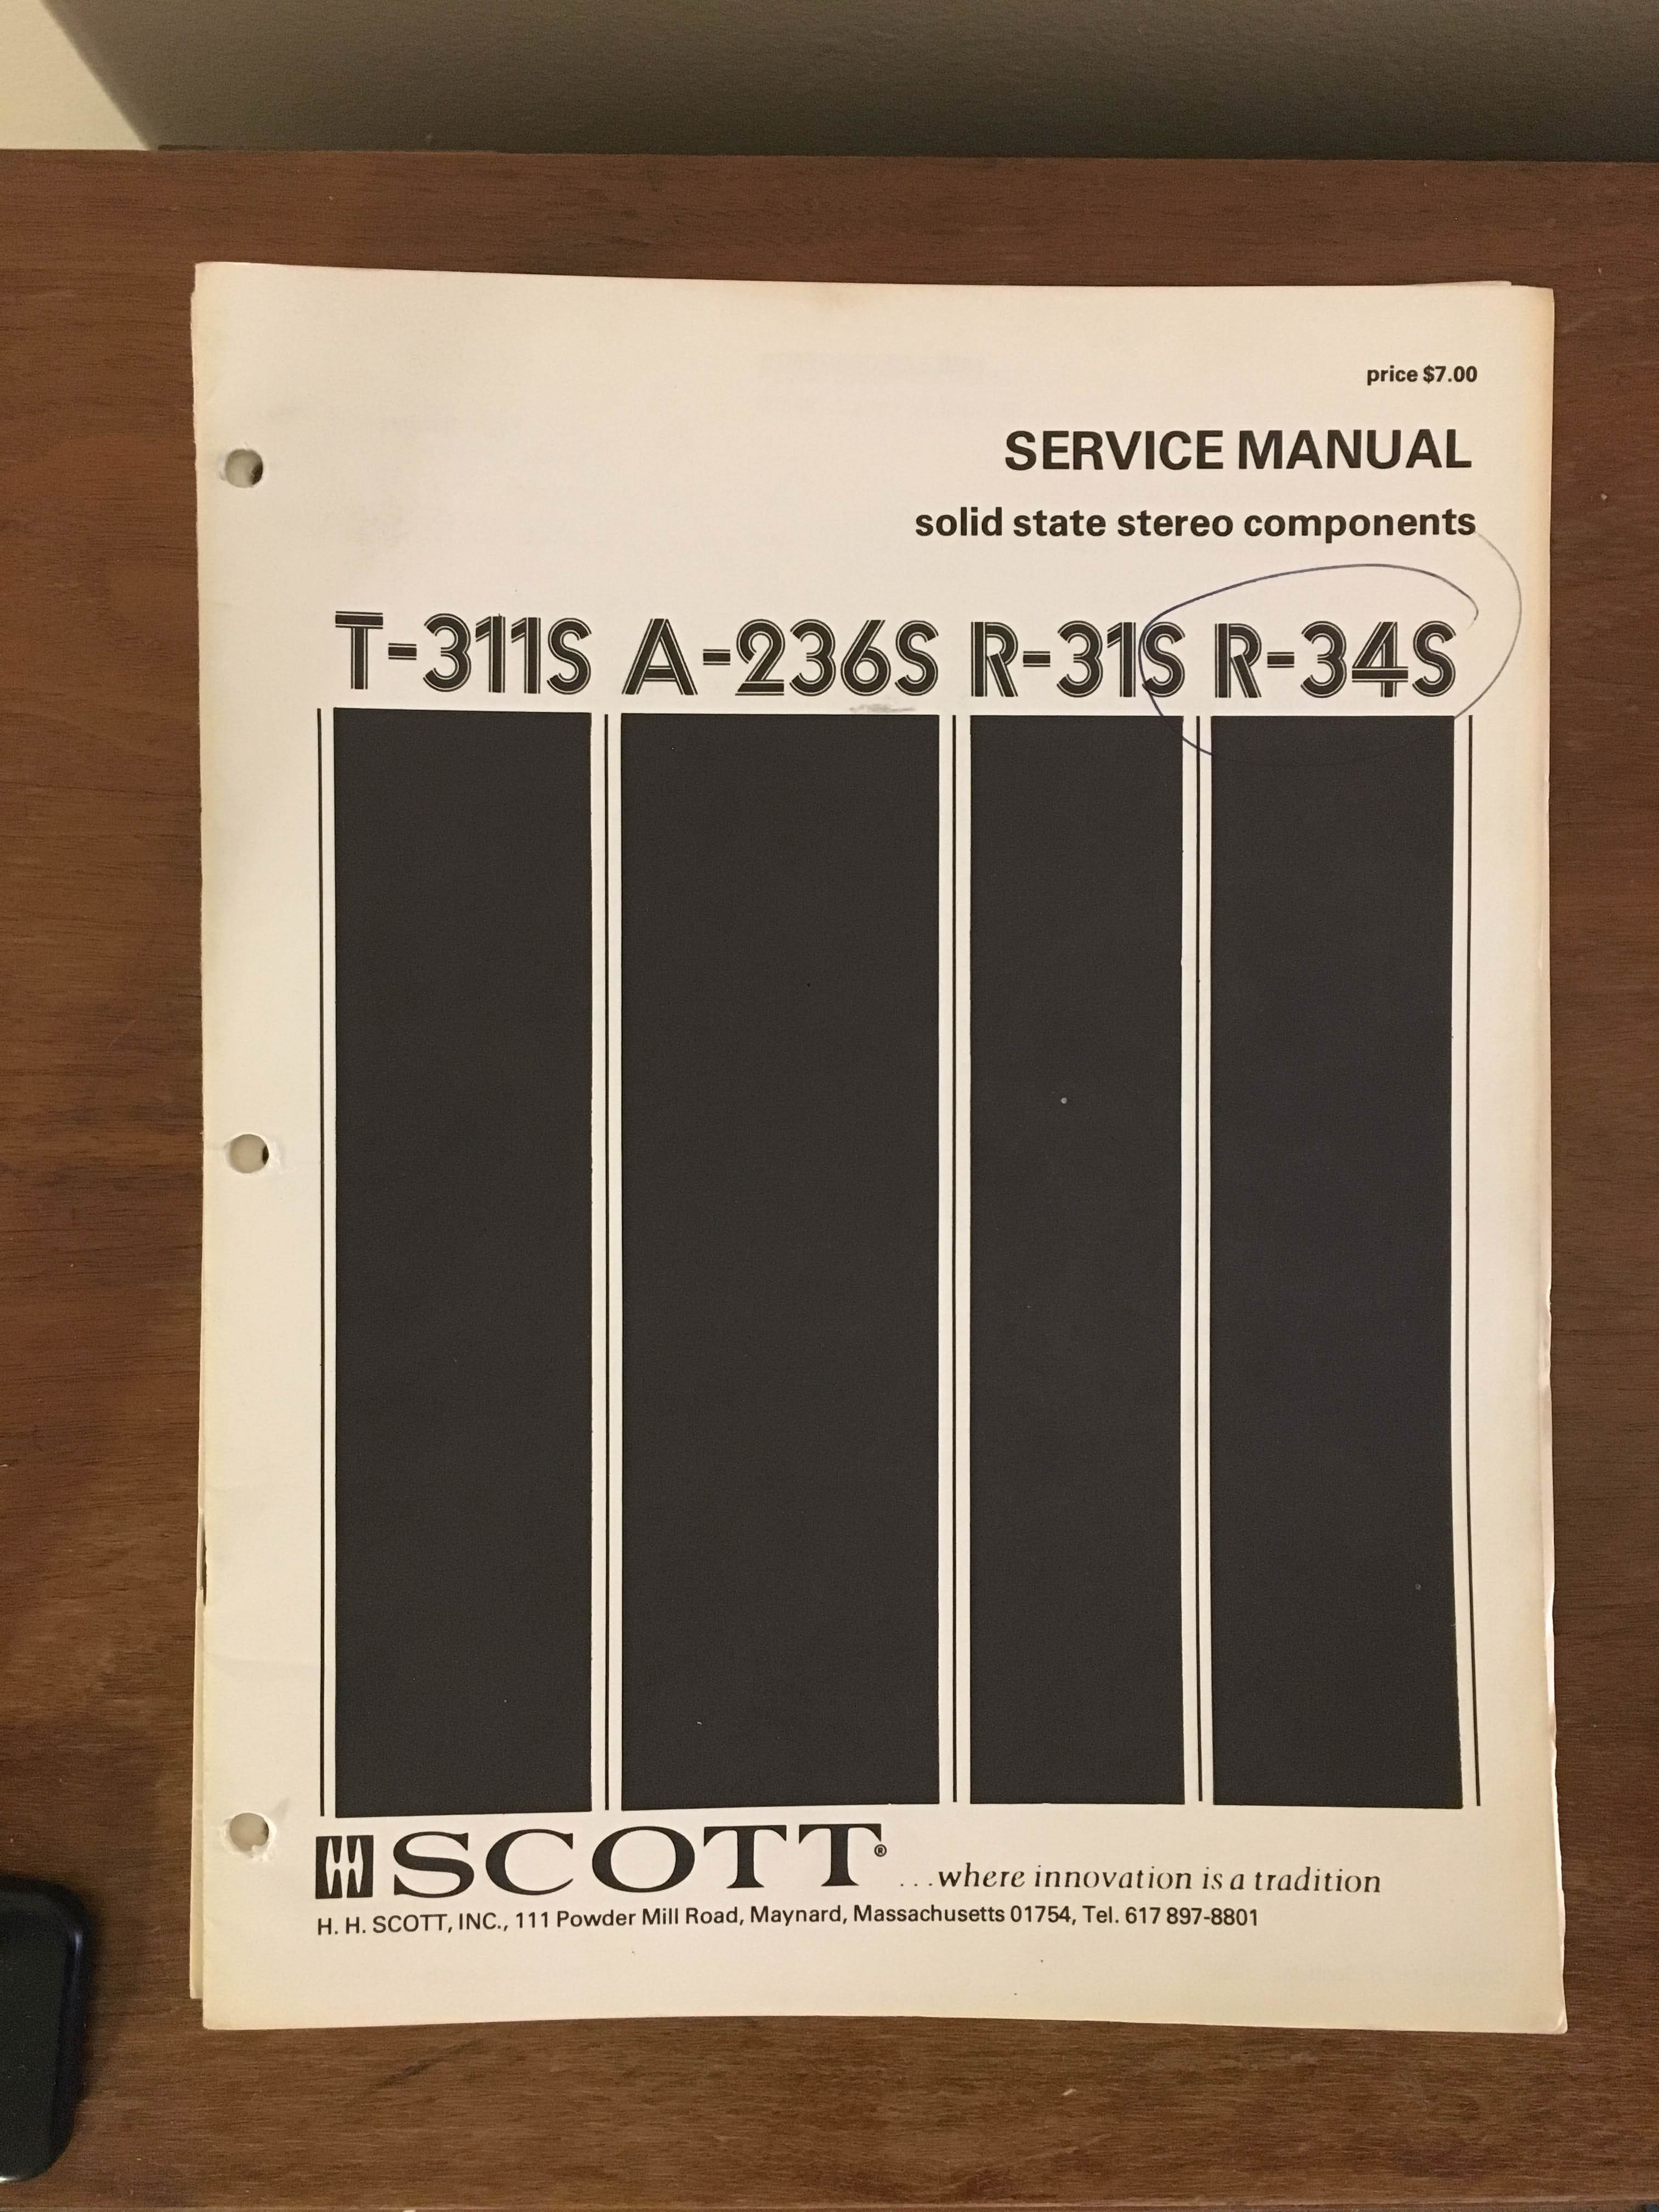 price $7.00
SERVICE MANUAL
solid state stereo components
T-311S A-236S R-31S R-34S
SCOTT® ...where innovation is a tradition
H. H. SCOTT, INC., 111 Powder Mill Road, Maynard, Massachusetts 01754, Tel. 617 897-8801